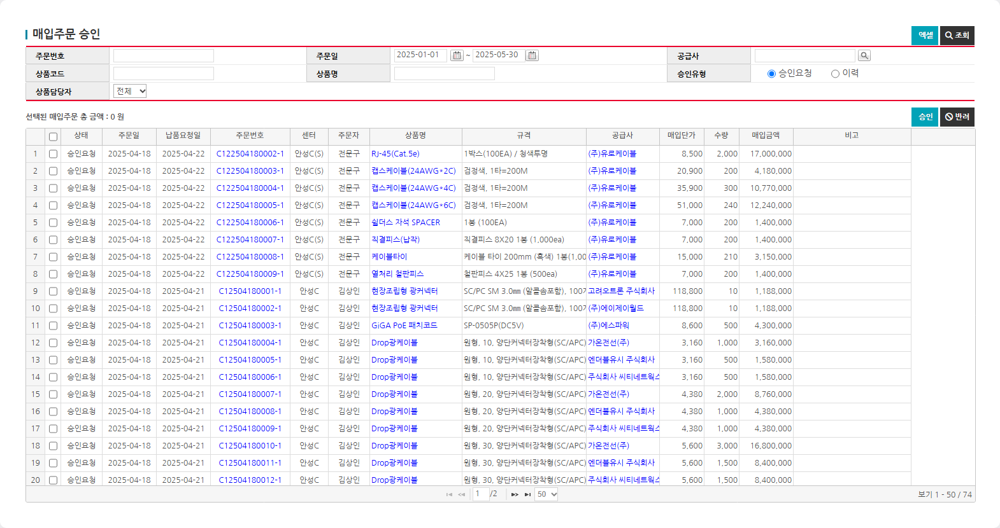 매입주문 승인
엑셀 조회
주문번호 주문일 2025-01-01 ~ 2025-05-30 공급사
상품코드 상품명 승인유형 승인요청 이력
상품담당자 전체
선택된 매입주문 총 금액 : 0 원 승인 반려
상태 주문일 납품요청일 주문번호 센터 주문자 상품명 규격 공급사 매입단가 수량 매입금액 비고
1 승인요청 2025-04-18 2025-04-22 C122504180002-1 안성C(S) 전문구 RJ-45(Cat.5e) 1박스(100EA) / 청색투명 (주)유로케이블 8,500 2,000 17,000,000
2 승인요청 2025-04-18 2025-04-22 C122504180003-1 안성C(S) 전문구 캡스케이블(24AWG*2C) 검정색, 1타=200M (주)유로케이블 20,900 200 4,180,000
3 승인요청 2025-04-18 2025-04-22 C122504180004-1 안성C(S) 전문구 캡스케이블(24AWG*4C) 검정색, 1타=200M (주)유로케이블 35,900 300 10,770,000
4 승인요청 2025-04-18 2025-04-22 C122504180005-1 안성C(S) 전문구 캡스케이블(24AWG*6C) 검정색, 1타=200M (주)유로케이블 51,000 240 12,240,000
5 승인요청 2025-04-18 2025-04-22 C122504180006-1 안성C(S) 전문구 쉴더스 자석 SPACER 1봉 (100EA) (주)유로케이블 7,000 200 1,400,000
6 승인요청 2025-04-18 2025-04-22 C122504180007-1 안성C(S) 전문구 직결피스(납작) 직결피스 8X20 1봉 (1,000ea) (주)유로케이블 7,000 200 1,400,000
7 승인요청 2025-04-18 2025-04-22 C122504180008-1 안성C(S) 전문구 케이블타이 케이블 타이 200mm (흑색) 1봉(1,00 (주)유로케이블 15,000 210 3,150,000
8 승인요청 2025-04-18 2025-04-22 C122504180009-1 안성C(S) 전문구 열처리 철판피스 철판피스 4X25 1봉 (500ea) (주)유로케이블 7,000 200 1,400,000
9 승인요청 2025-04-18 2025-04-21 C12504180001-1 안성C 김상인 현장조립형 광커넥터 SC/PC SM 3.0㎜ (알콜솜포함), 100개 고려오트론 주식회사 118,800 10 1,188,000
10 승인요청 2025-04-18 2025-04-21 C12504180002-1 안성C 김상인 현장조립형 광커넥터 SC/PC SM 3.0㎜ (알콜솜포함), 100개 (주)에이제이월드 118,800 10 1,188,000
11 승인요청 2025-04-18 2025-04-21 C12504180003-1 안성C 김상인 GiGA PoE 패치코드 SP-0505P(DC5V) (주)에스파워 8,600 500 4,300,000
12 승인요청 2025-04-18 2025-04-21 C12504180004-1 안성C 김상인 Drop광케이블 원형, 10, 양단커넥터장착형(SC/APC) 가온전선(주) 3,160 1,000 3,160,000
13 승인요청 2025-04-18 2025-04-21 C12504180005-1 안성C 김상인 Drop광케이블 원형, 10, 양단커넥터장착형(SC/APC) 엔더블유시 주식회사 3,160 500 1,580,000
14 승인요청 2025-04-18 2025-04-21 C12504180006-1 안성C 김상인 Drop광케이블 원형, 10, 양단커넥터장착형(SC/APC) 주식회사 씨티네트웍스 3,160 500 1,580,000
15 승인요청 2025-04-18 2025-04-21 C12504180007-1 안성C 김상인 Drop광케이블 원형, 20, 양단커넥터장착형(SC/APC) 가온전선(주) 4,380 2,000 8,760,000
16 승인요청 2025-04-18 2025-04-21 C12504180008-1 안성C 김상인 Drop광케이블 원형, 20, 양단커넥터장착형(SC/APC) 엔더블유시 주식회사 4,380 1,000 4,380,000
17 승인요청 2025-04-18 2025-04-21 C12504180009-1 안성C 김상인 Drop광케이블 원형, 20, 양단커넥터장착형(SC/APC) 주식회사 씨티네트웍스 4,380 1,000 4,380,000
18 승인요청 2025-04-18 2025-04-21 C12504180010-1 안성C 김상인 Drop광케이블 원형, 30, 양단커넥터장착형(SC/APC) 가온전선(주) 5,600 3,000 16,800,000
19 승인요청 2025-04-18 2025-04-21 C12504180011-1 안성C 김상인 Drop광케이블 원형, 30, 양단커넥터장착형(SC/APC) 엔더블유시 주식회사 5,600 1,500 8,400,000
20 승인요청 2025-04-18 2025-04-21 C12504180012-1 안성C 김상인 Drop광케이블 원형, 30, 양단커넥터장착형(SC/APC) 주식회사 씨티네트웍스 5,600 1,500 8,400,000
1 /2 50 보기 1 - 50 / 74